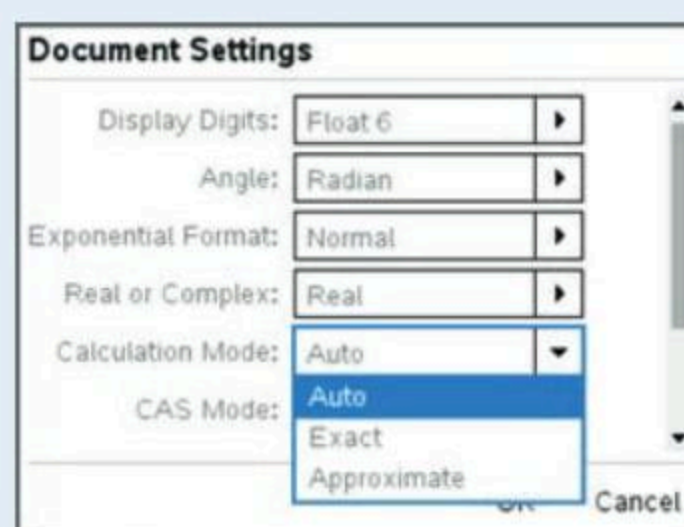 Document Settings
Display Digits: Float 6
Angle: Radian
Exponential Format: Normal
Real or Complex: Real
Calculation Mode: Auto
Auto
CAS Mode:
Exact
Approximate
Cancel